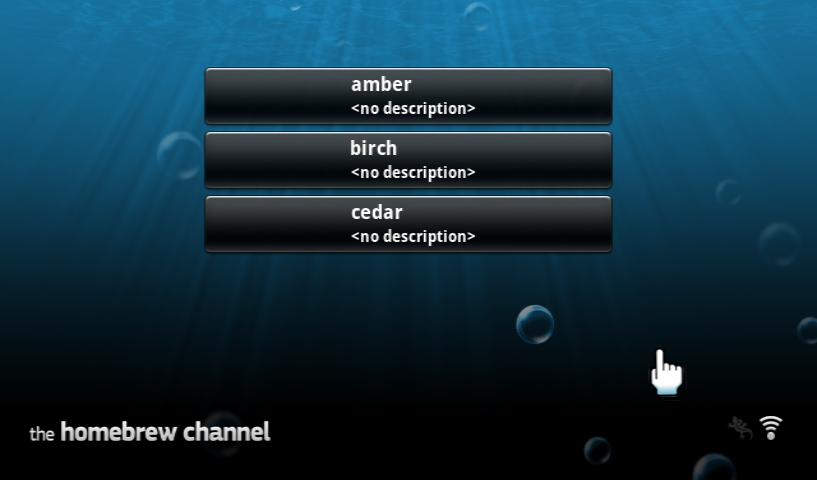 amber
<no description>
birch
<no description>
cedar
<no description>
the homebrew channel